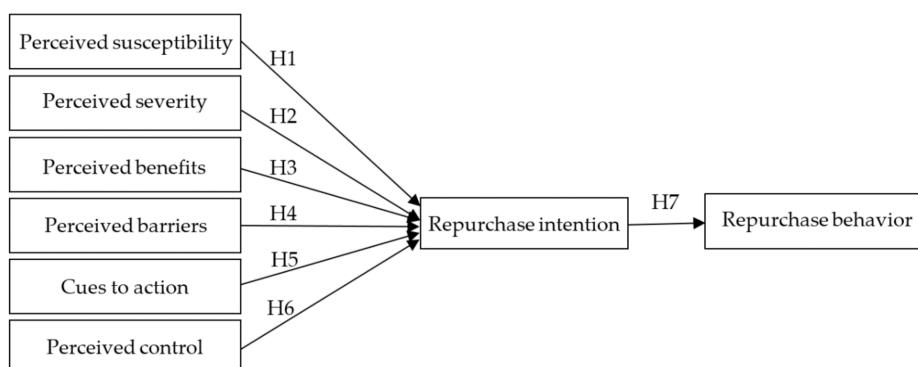 Perceived susceptibility
H1
Perceived severity
H2
Perceived benefits
H3
Perceived barriers
H4
Cues to action
H5
Perceived control
H6
Repurchase intention
H7
Repurchase behavior